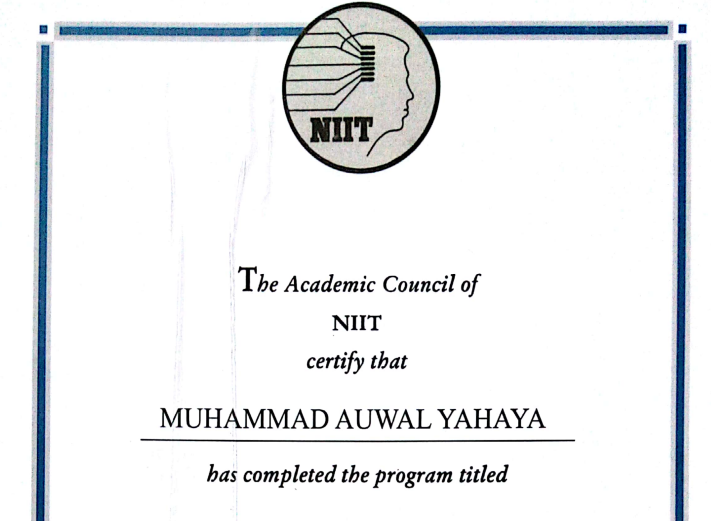 NIIT
The Academic Council of
NIIT
certify that
MUHAMMAD AUWAL YAHAYA
has completed the program titled